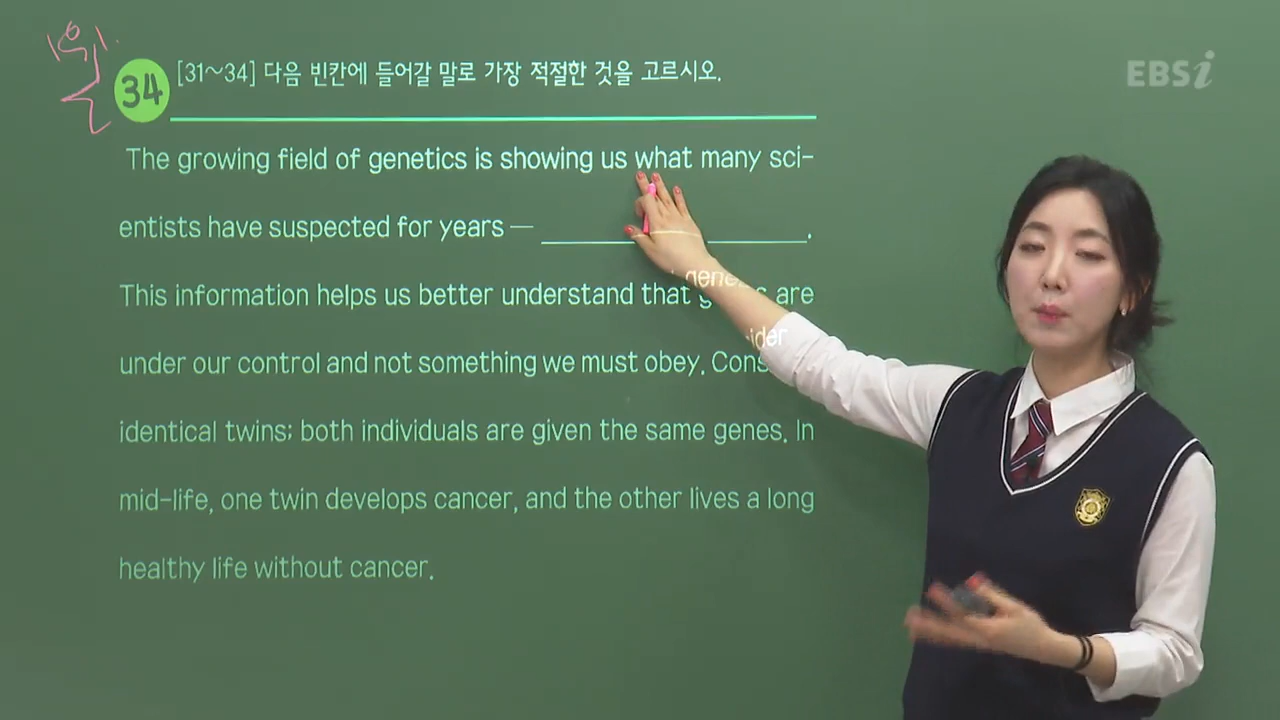 EBSi
34 [31~34] 다음 빈칸에 들어갈 말로 가장 적절한 것을 고르시오.
The growing field of genetics is showing us what many sci-
entists have suspected for years — ____________.
This information helps us better understand that genes are
under our control and not something we must obey. Consider
identical twins; both individuals are given the same genes. In
mid-life, one twin develops cancer, and the other lives a long
healthy life without cancer.